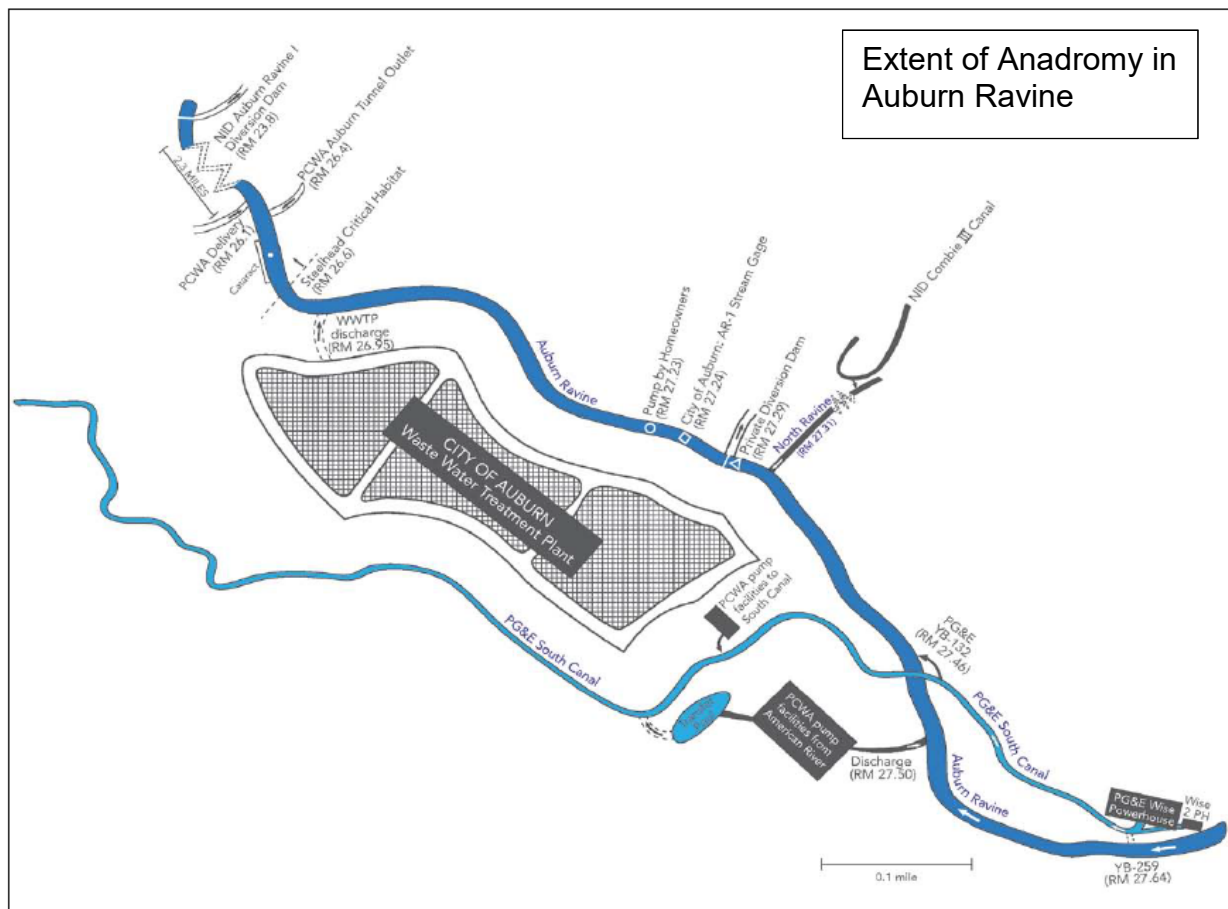 Extent of Anadromy in
Auburn Ravine
NID Auburn Ravine I
Diversion Dam
(RM 23.8)
2.3 MILES
PCWA Auburn Tunnel Outlet
(RM 26.4)
PCWA Delivery
(RM 26.1)
Cataract
Steelhead Critical Habitat
(RM 26.6)
WWTP
discharge
(RM 26.95)
Auburn Ravine
Pump by Homeowners
(RM 27.23)
City of Auburn: AR-1 Stream Gage
(RM 27.24)
Private Diversion Dam
(RM 27.29)
North Ravine
(RM 27.31)
NID Combie III Canal
CITY OF AUBURN
Waste Water Treatment Plant
PCWA pump
facilities to
South Canal
PG&E South Canal
PG&E
YB-132
(RM 27.46)
PG&E South Canal
PCWA pump
facilities from
American River
Discharge
(RM 27.50)
Auburn Ravine
PG&E Wise
Powerhouse
Wise
2 PH
YB-259
(RM 27.64)
0.1 mile